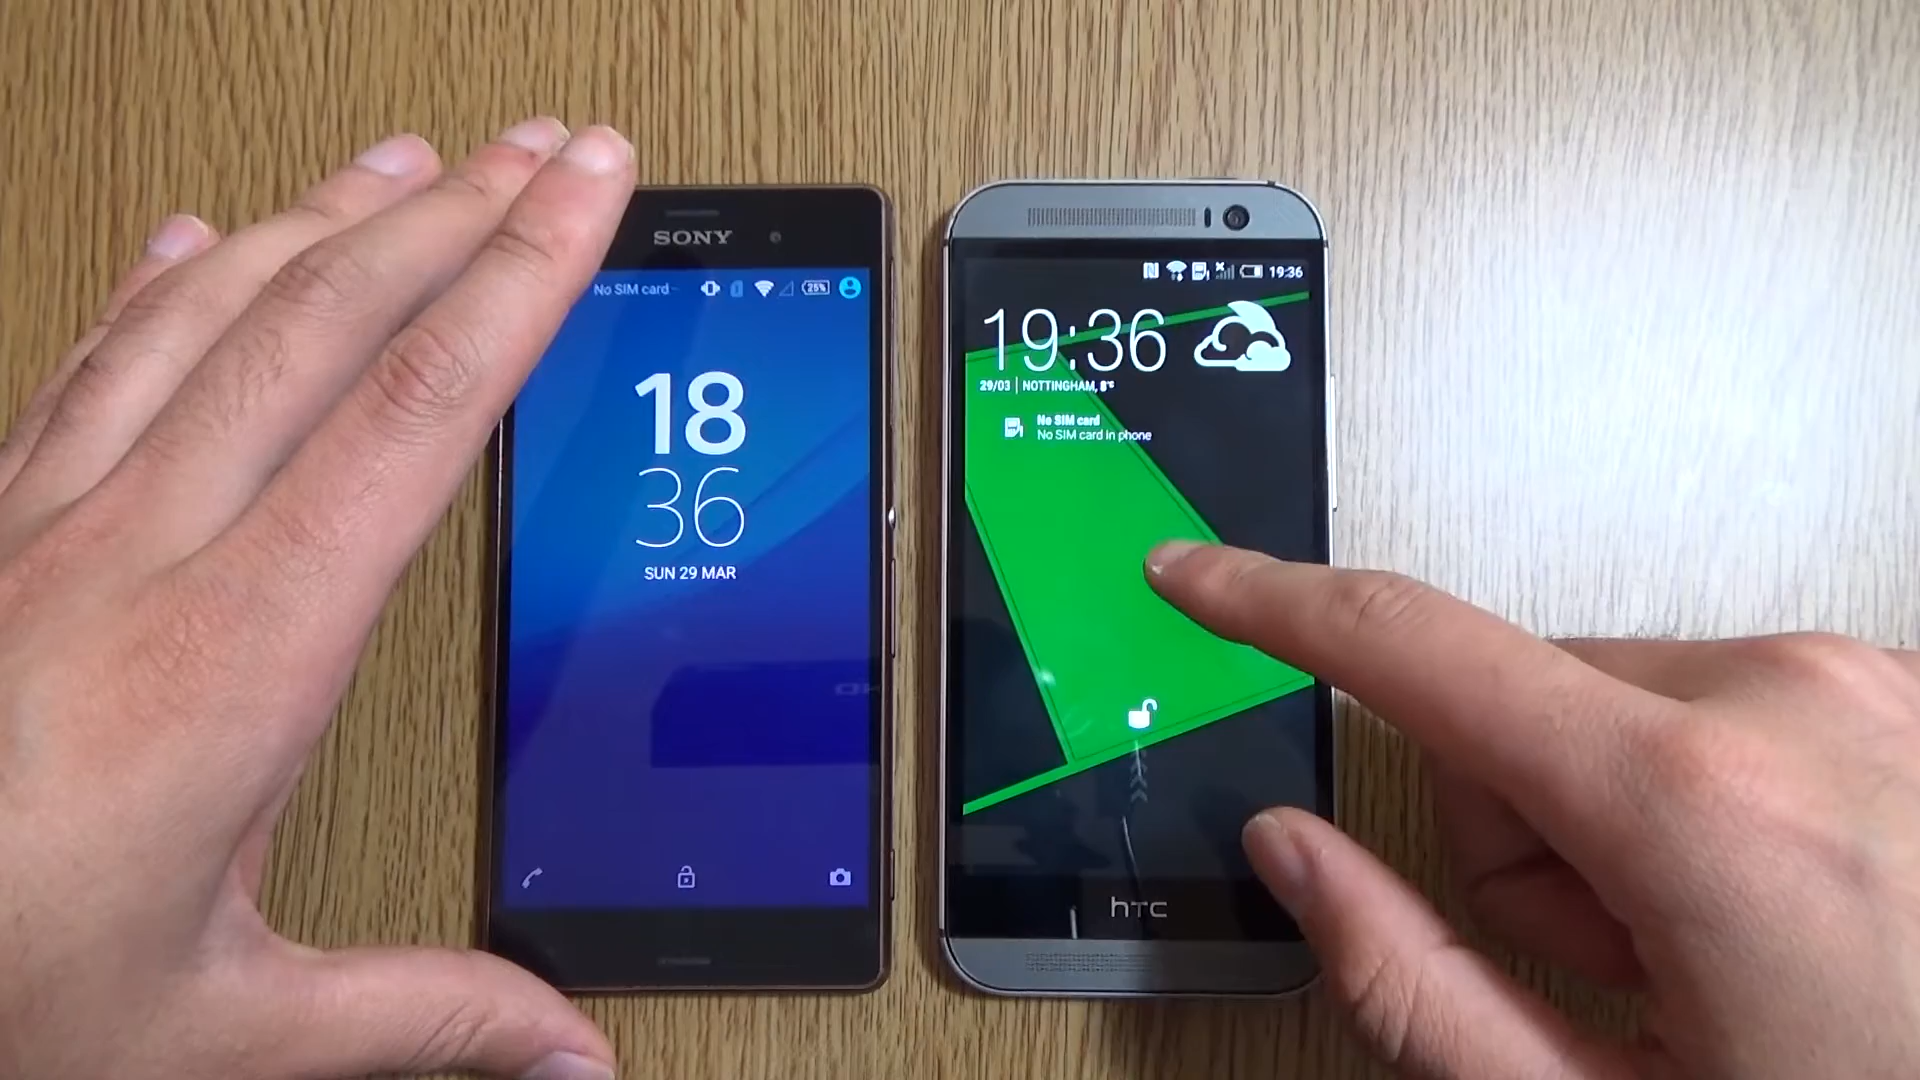 SONY
No SIM card
25%
18
36
SUN 29 MAR
19:36
19:36
29/03 | NOTTINGHAM, 8°C
No SIM card
No SIM card in phone
hTC